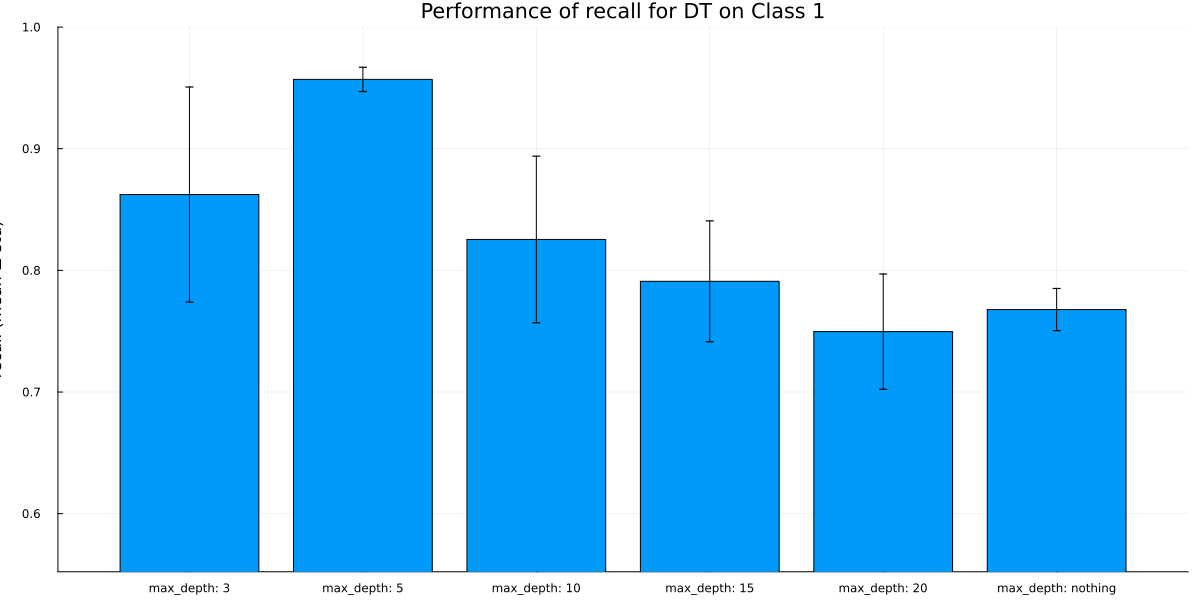 Performance of recall for DT on Class 1
1.0
0.9
0.8
0.7
0.6
max_depth: 3
max_depth: 5
max_depth: 10
max_depth: 15
max_depth: 20
max_depth: nothing